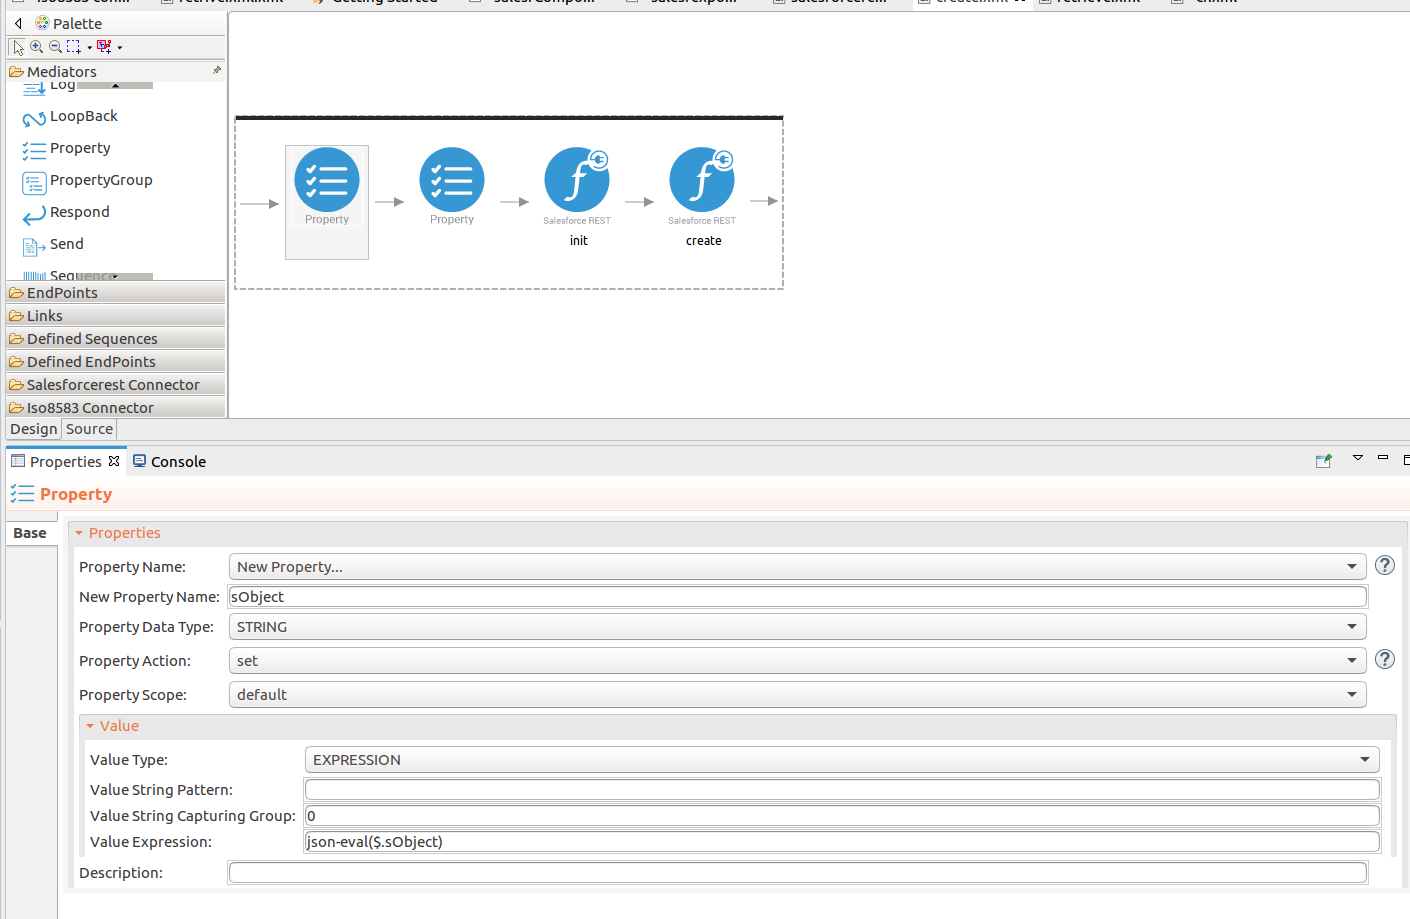 Palette
Mediators
Log
LoopBack
Property
PropertyGroup
Respond
Send
Sequence
EndPoints
Links
Defined Sequences
Defined EndPoints
Salesforcerest Connector
Iso8583 Connector
Property
Property
Salesforce REST
Salesforce REST
init
create
Design Source
Properties Console
Property
Base
Properties
Property Name: New Property...
New Property Name: sObject
Property Data Type: STRING
Property Action: set
Property Scope: default
Value
Value Type: EXPRESSION
Value String Pattern:
Value String Capturing Group: 0
Value Expression: json-eval($.sObject)
Description: